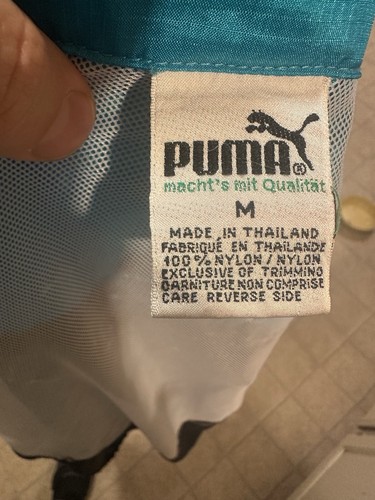 PUMA®
macht's mit Qualität
M
MADE IN THAILAND
FABRIQUÉ EN THAILANDE
100% NYLON / NYLON
EXCLUSIVE OF TRIMMING
GARNITURE NON COMPRISE
CARE REVERSE SIDE